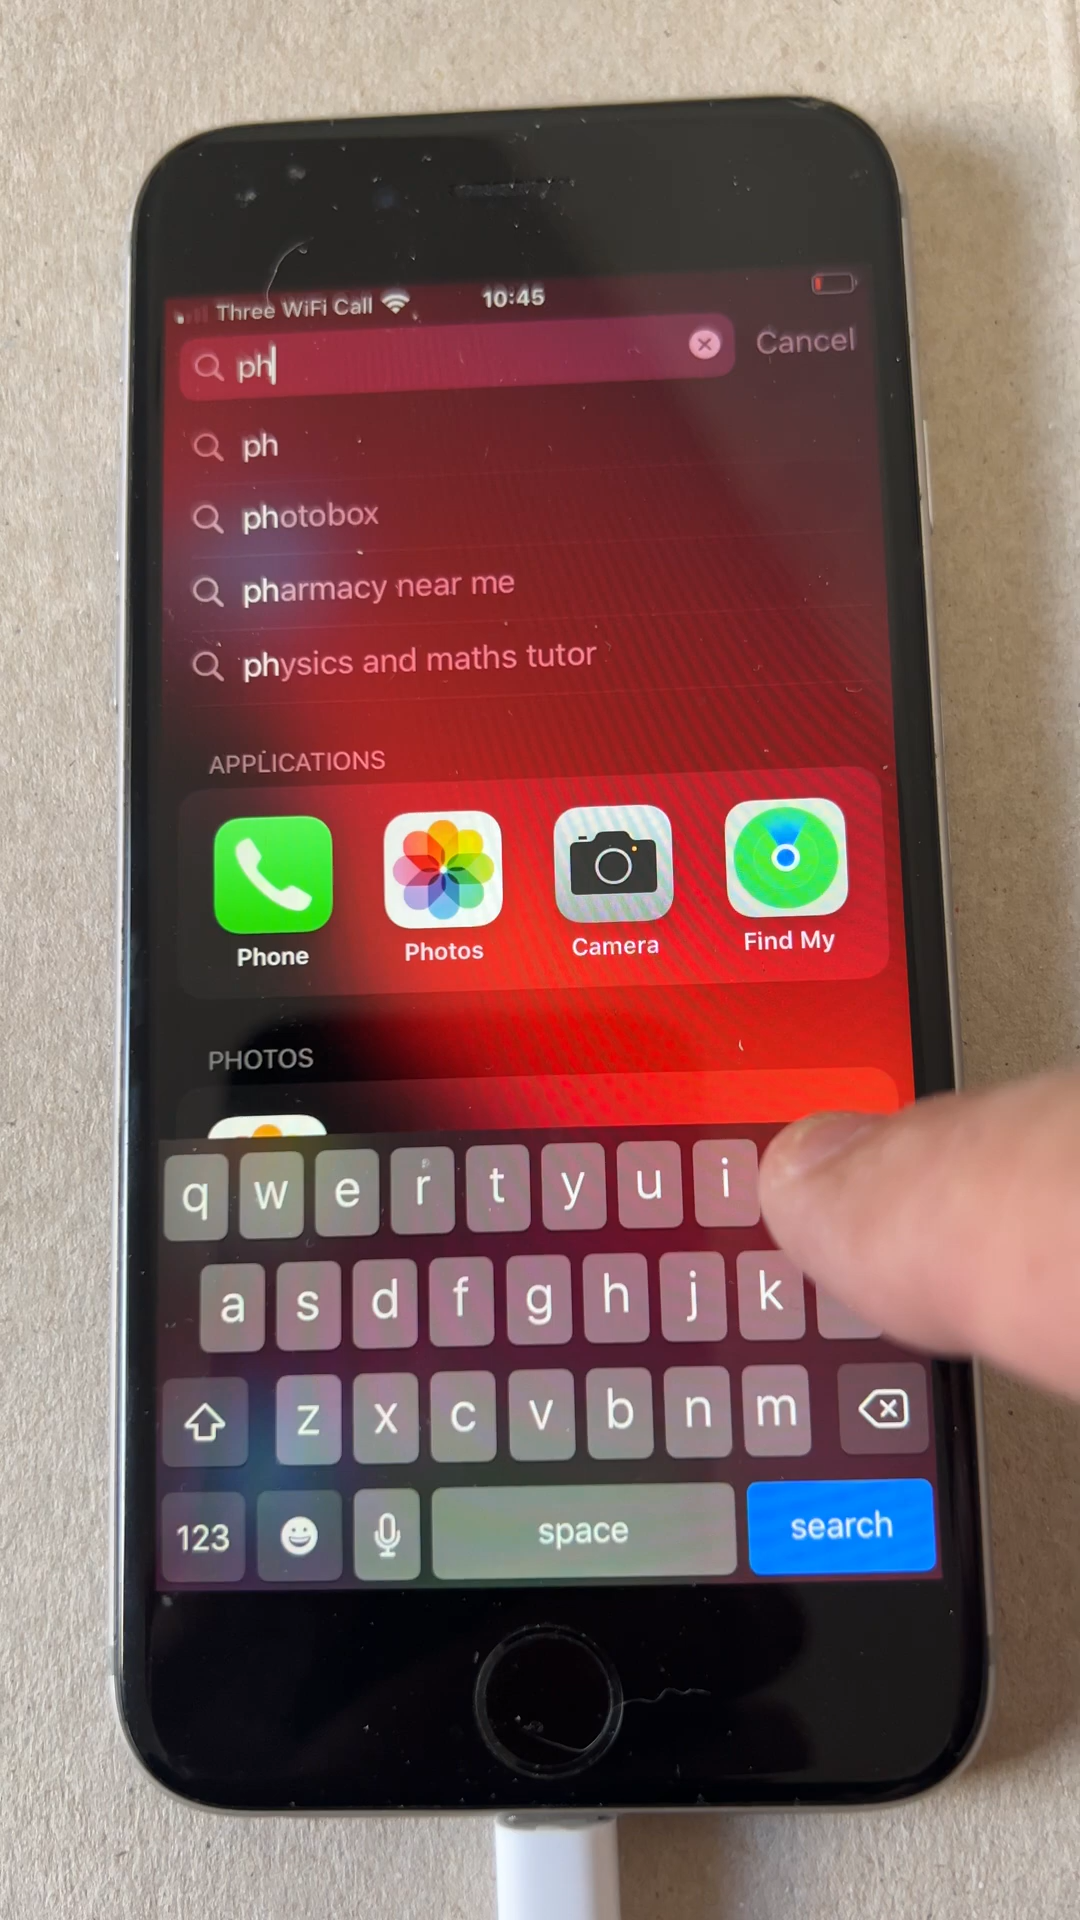 Three WiFi Call 10:45
ph Cancel
ph
photobox
pharmacy near me
physics and maths tutor
APPLICATIONS
Phone Photos Camera Find My
PHOTOS
q w e r t y u i
a s d f g h j k
z x c v b n m
123 space search